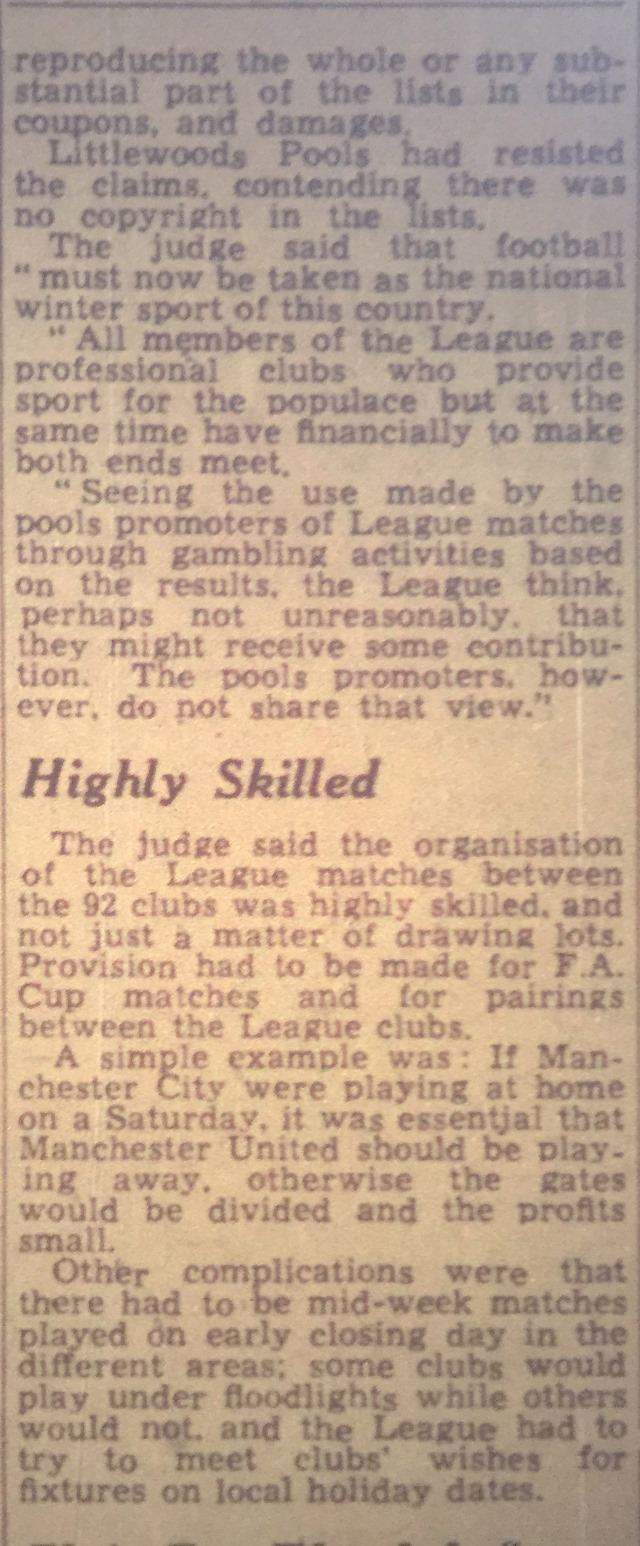 reproducing the whole or any sub-
stantial part of the lists in their
coupons, and damages.
Littlewoods Pools had resisted
the claims, contending there was
no copyright in the lists.
The judge said that football
"must now be taken as the national
winter sport of this country.
"All members of the League are
professional clubs who provide
sport for the populace but at the
same time have financially to make
both ends meet.
"Seeing the use made by the
pools promoters of League matches
through gambling activities based
on the results, the League think,
perhaps not unreasonably, that
they might receive some contribu-
tion. The pools promoters, how-
ever, do not share that view."
Highly Skilled
The judge said the organisation
of the League matches between
the 92 clubs was highly skilled, and
not just a matter of drawing lots.
Provision had to be made for F.A.
Cup matches and for pairings
between the League clubs.
A simple example was: If Man-
chester City were playing at home
on a Saturday, it was essential that
Manchester United should be play-
ing away, otherwise the gates
would be divided and the profits
small.
Other complications were that
there had to be mid-week matches
played on early closing day in the
different areas; some clubs would
play under floodlights while others
would not, and the League had to
try to meet clubs' wishes for
fixtures on local holiday dates.